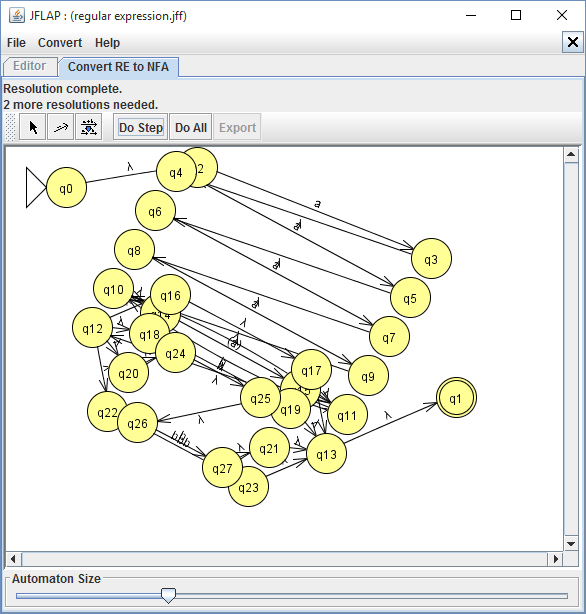 JFLAP : (regular expression.jff)
File Convert Help
Editor Convert RE to NFA
Resolution complete.
2 more resolutions needed.
Do Step Do All Export
λ
q4
2
q0
a
q6
q3
q8
q5
q10
q16
q12
q18
λ
q7
q24
q17
q20
λ
q9
q25
q1
q22
q19
q11
q26
λ
λ
q21
q13
q27
q23
Automaton Size